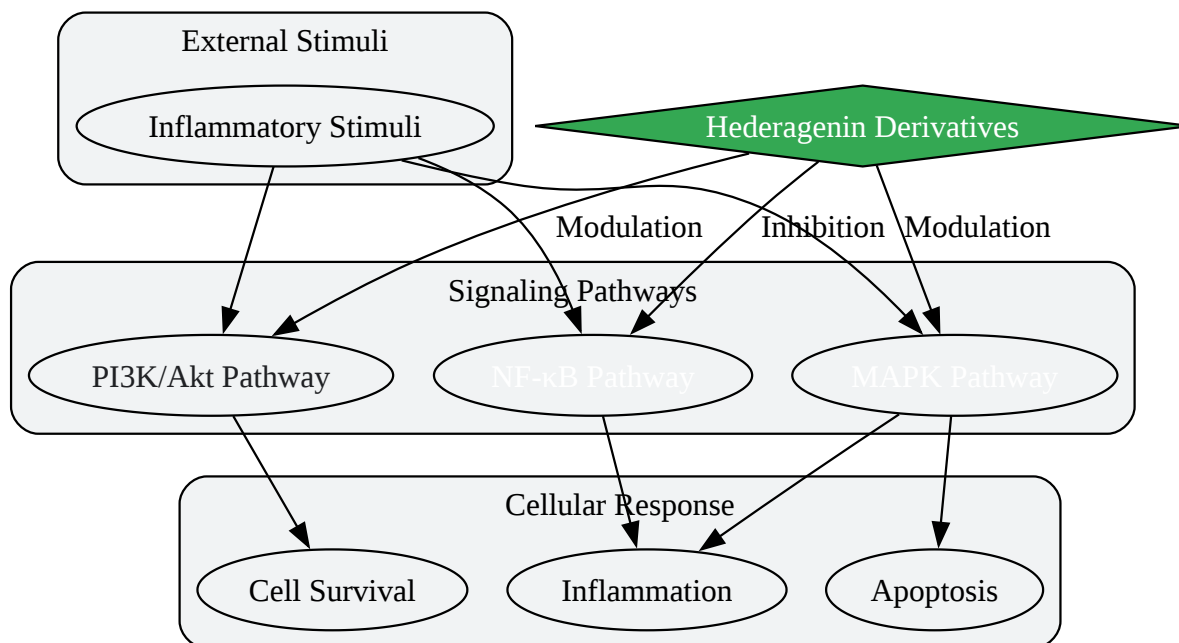 External Stimuli
Inflammatory Stimuli
Hederagenin Derivatives
Modulation
Inhibition
Modulation
Signaling Pathways
PI3K/Akt Pathway
NF-κB Pathway
MAPK Pathway
Cellular Response
Cell Survival
Inflammation
Apoptosis